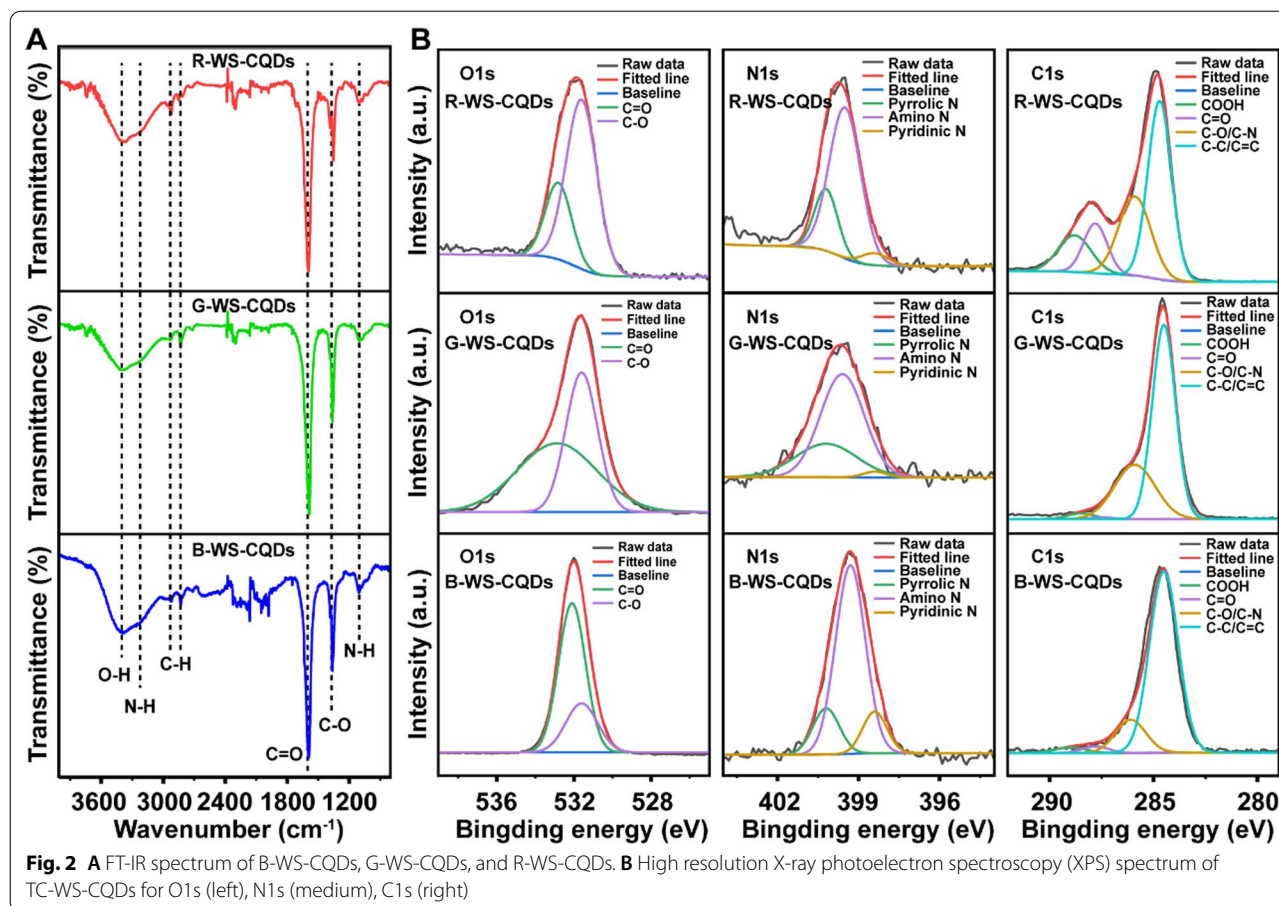 A
R-WS-CQDs
Transmittance (%)
G-WS-CQDs
Transmittance (%)
B-WS-CQDs
Transmittance (%)
O-H
N-H
C-H
C=O
C-O
N-H
3600 3000 2400 1800 1200
Wavenumber (cm⁻¹)
B
O1s
R-WS-CQDs
Raw data
Fitted line
Baseline
C=O
C-O
Intensity (a.u.)
N1s
R-WS-CQDs
Raw data
Fitted line
Baseline
Pyrrolic N
Amino N
Pyridinic N
C1s
R-WS-CQDs
Raw data
Fitted line
Baseline
COOH
C=O
C-O/C-N
C-C/C=C
O1s
G-WS-CQDs
Raw data
Fitted line
Baseline
C=O
C-O
Intensity (a.u.)
N1s
G-WS-CQDs
Raw data
Fitted line
Baseline
Pyrrolic N
Amino N
Pyridinic N
C1s
G-WS-CQDs
Raw data
Fitted line
Baseline
COOH
C=O
C-O/C-N
C-C/C=C
O1s
B-WS-CQDs
Raw data
Fitted line
Baseline
C=O
C-O
Intensity (a.u.)
N1s
B-WS-CQDs
Raw data
Fitted line
Baseline
Pyrrolic N
Amino N
Pyridinic N
C1s
B-WS-CQDs
Raw data
Fitted line
Baseline
COOH
C=O
C-O/C-N
C-C/C=C
536 532 528
Bingding energy (eV)
402 399 396
Bingding energy (eV)
290 285 280
Bingding energy (eV)
Fig. 2 A FT-IR spectrum of B-WS-CQDs, G-WS-CQDs, and R-WS-CQDs. B High resolution X-ray photoelectron spectroscopy (XPS) spectrum of
TC-WS-CQDs for O1s (left), N1s (medium), C1s (right)